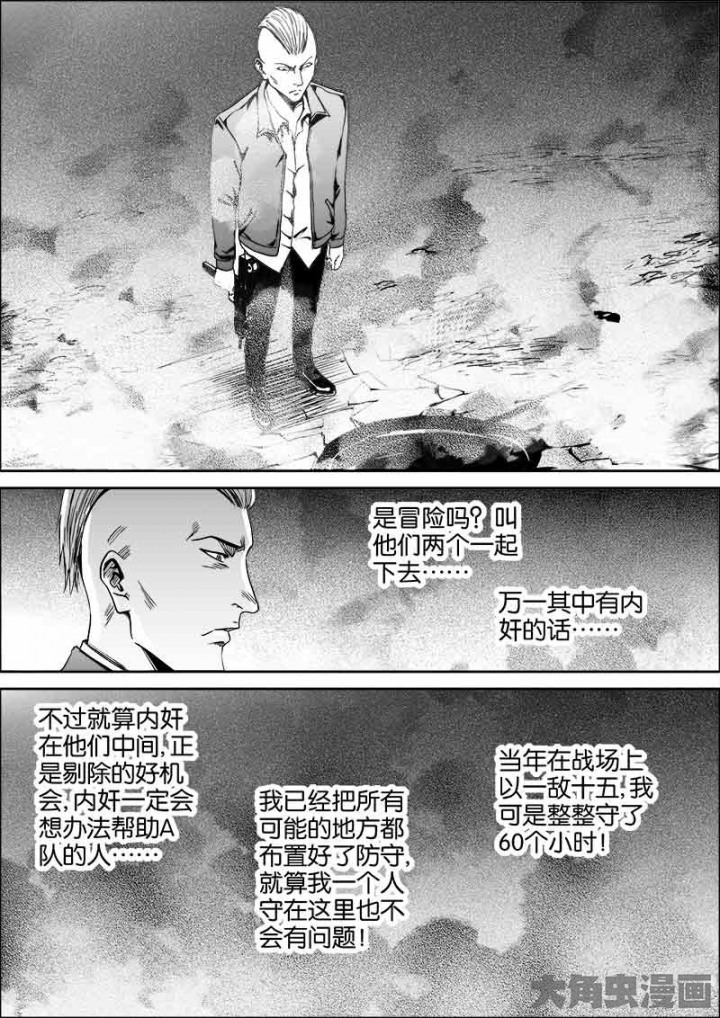 是冒险吗？叫
他们两个一起
下去……
万一其中有内
奸的话……
不过就算内奸
在他们中间，正
是剔除的好机
会，内奸一定会
想办法帮助A
队的人……
我已经把所有
可能的地方都
布置好了防守，
就算我一个人
守在这里也不
会有问题！
当年在战场上
以一敌十五，我
可是整整守了
60个小时！
大角虫漫画